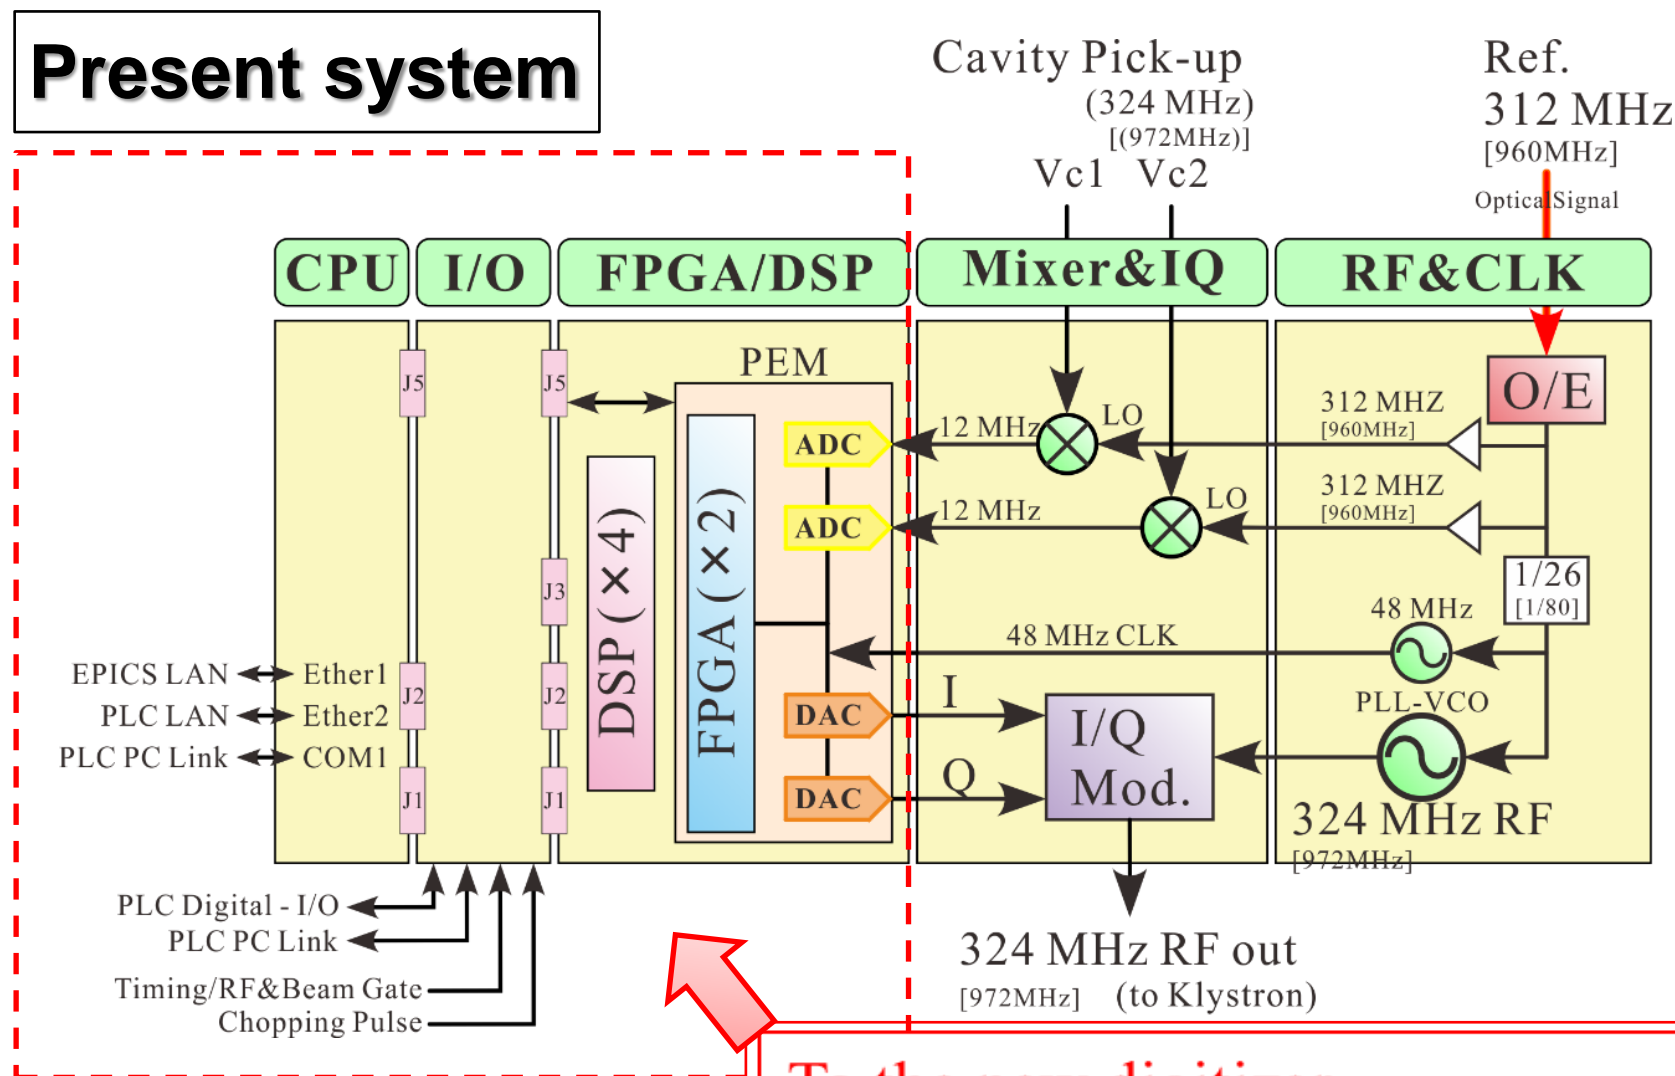 Present system
Cavity Pick-up
(324 MHz)
[(972MHz)]
Vc1 Vc2
Ref.
312 MHz
[960MHz]
OpticalSignal
CPU
I/O
FPGA/DSP
Mixer&IQ
RF&CLK
PEM
J5
J5
J3
J2
J2
J1
J1
DSP(×4)
FPGA(×2)
ADC
ADC
DAC
DAC
12 MHz
LO
312 MHZ
[960MHz]
O/E
12 MHz
LO
312 MHZ
[960MHz]
1/26
[1/80]
48 MHz
48 MHz CLK
PLL-VCO
I
Q
I/Q
Mod.
324 MHz RF
[972MHz]
EPICS LAN
Ether1
PLC LAN
Ether2
PLC PC Link
COM1
PLC Digital - I/O
PLC PC Link
Timing/RF&Beam Gate
Chopping Pulse
324 MHz RF out
[972MHz] (to Klystron)
To the new digitizer